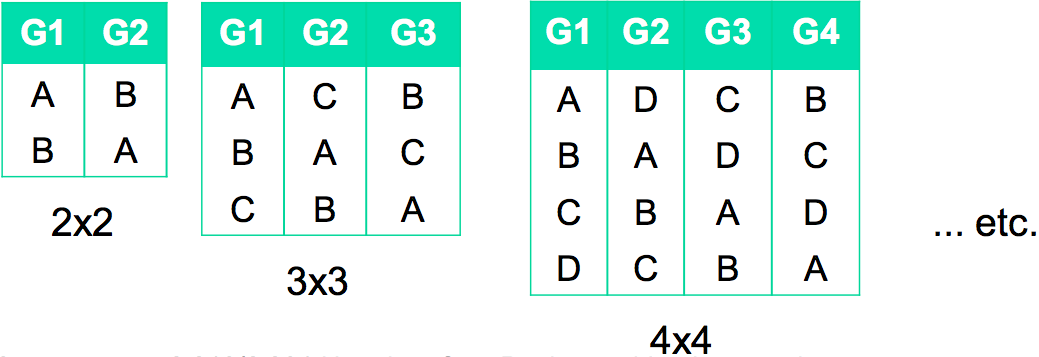 G1 G2
A B
B A
2x2
G1 G2 G3
A C B
B A C
C B A
3x3
G1 G2 G3 G4
A D C B
B A D C
C B A D
D C B A
4x4
... etc.